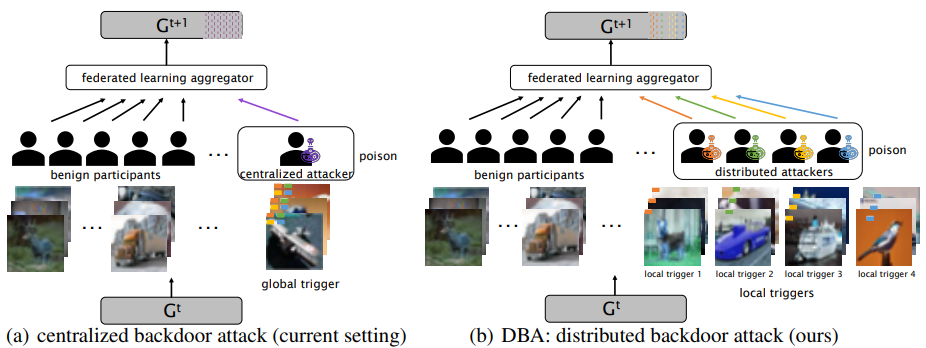 G^{t+1}
federated learning aggregator
poison
benign participants
centralized attacker
...
...
...
global trigger
G^t
(a) centralized backdoor attack (current setting)
G^{t+1}
federated learning aggregator
poison
benign participants
distributed attackers
...
...
...
local trigger 1 local trigger 2 local trigger 3 local trigger 4
local triggers
G^t
(b) DBA: distributed backdoor attack (ours)